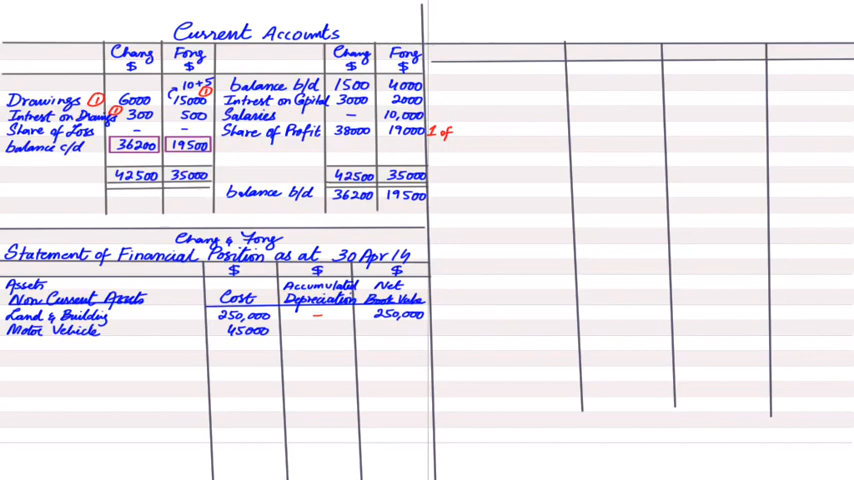 Current Accounts
Chang Fong Chang Fong
$ $ $ $
10+5
balance b/d 1500 4000
Drawings 1 6000 15000 1 Intrest on Capital 3000 2000
Intrest on Drawings 1 300 500 Salaries - 10,000
Share of Loss - - Share of Profit 38000 19000 1 of
balance c/d 36200 19500
42500 35000 42500 35000
balance b/d 36200 19500
Chang & Fong
Statement of Financial Position as at 30 Apr 14
$ $ $
Assets Accumulated Net
Non Current Assets Cost Depreciation Book Value
Land & Building 250,000 - 250,000
Motor Vehicle 45000